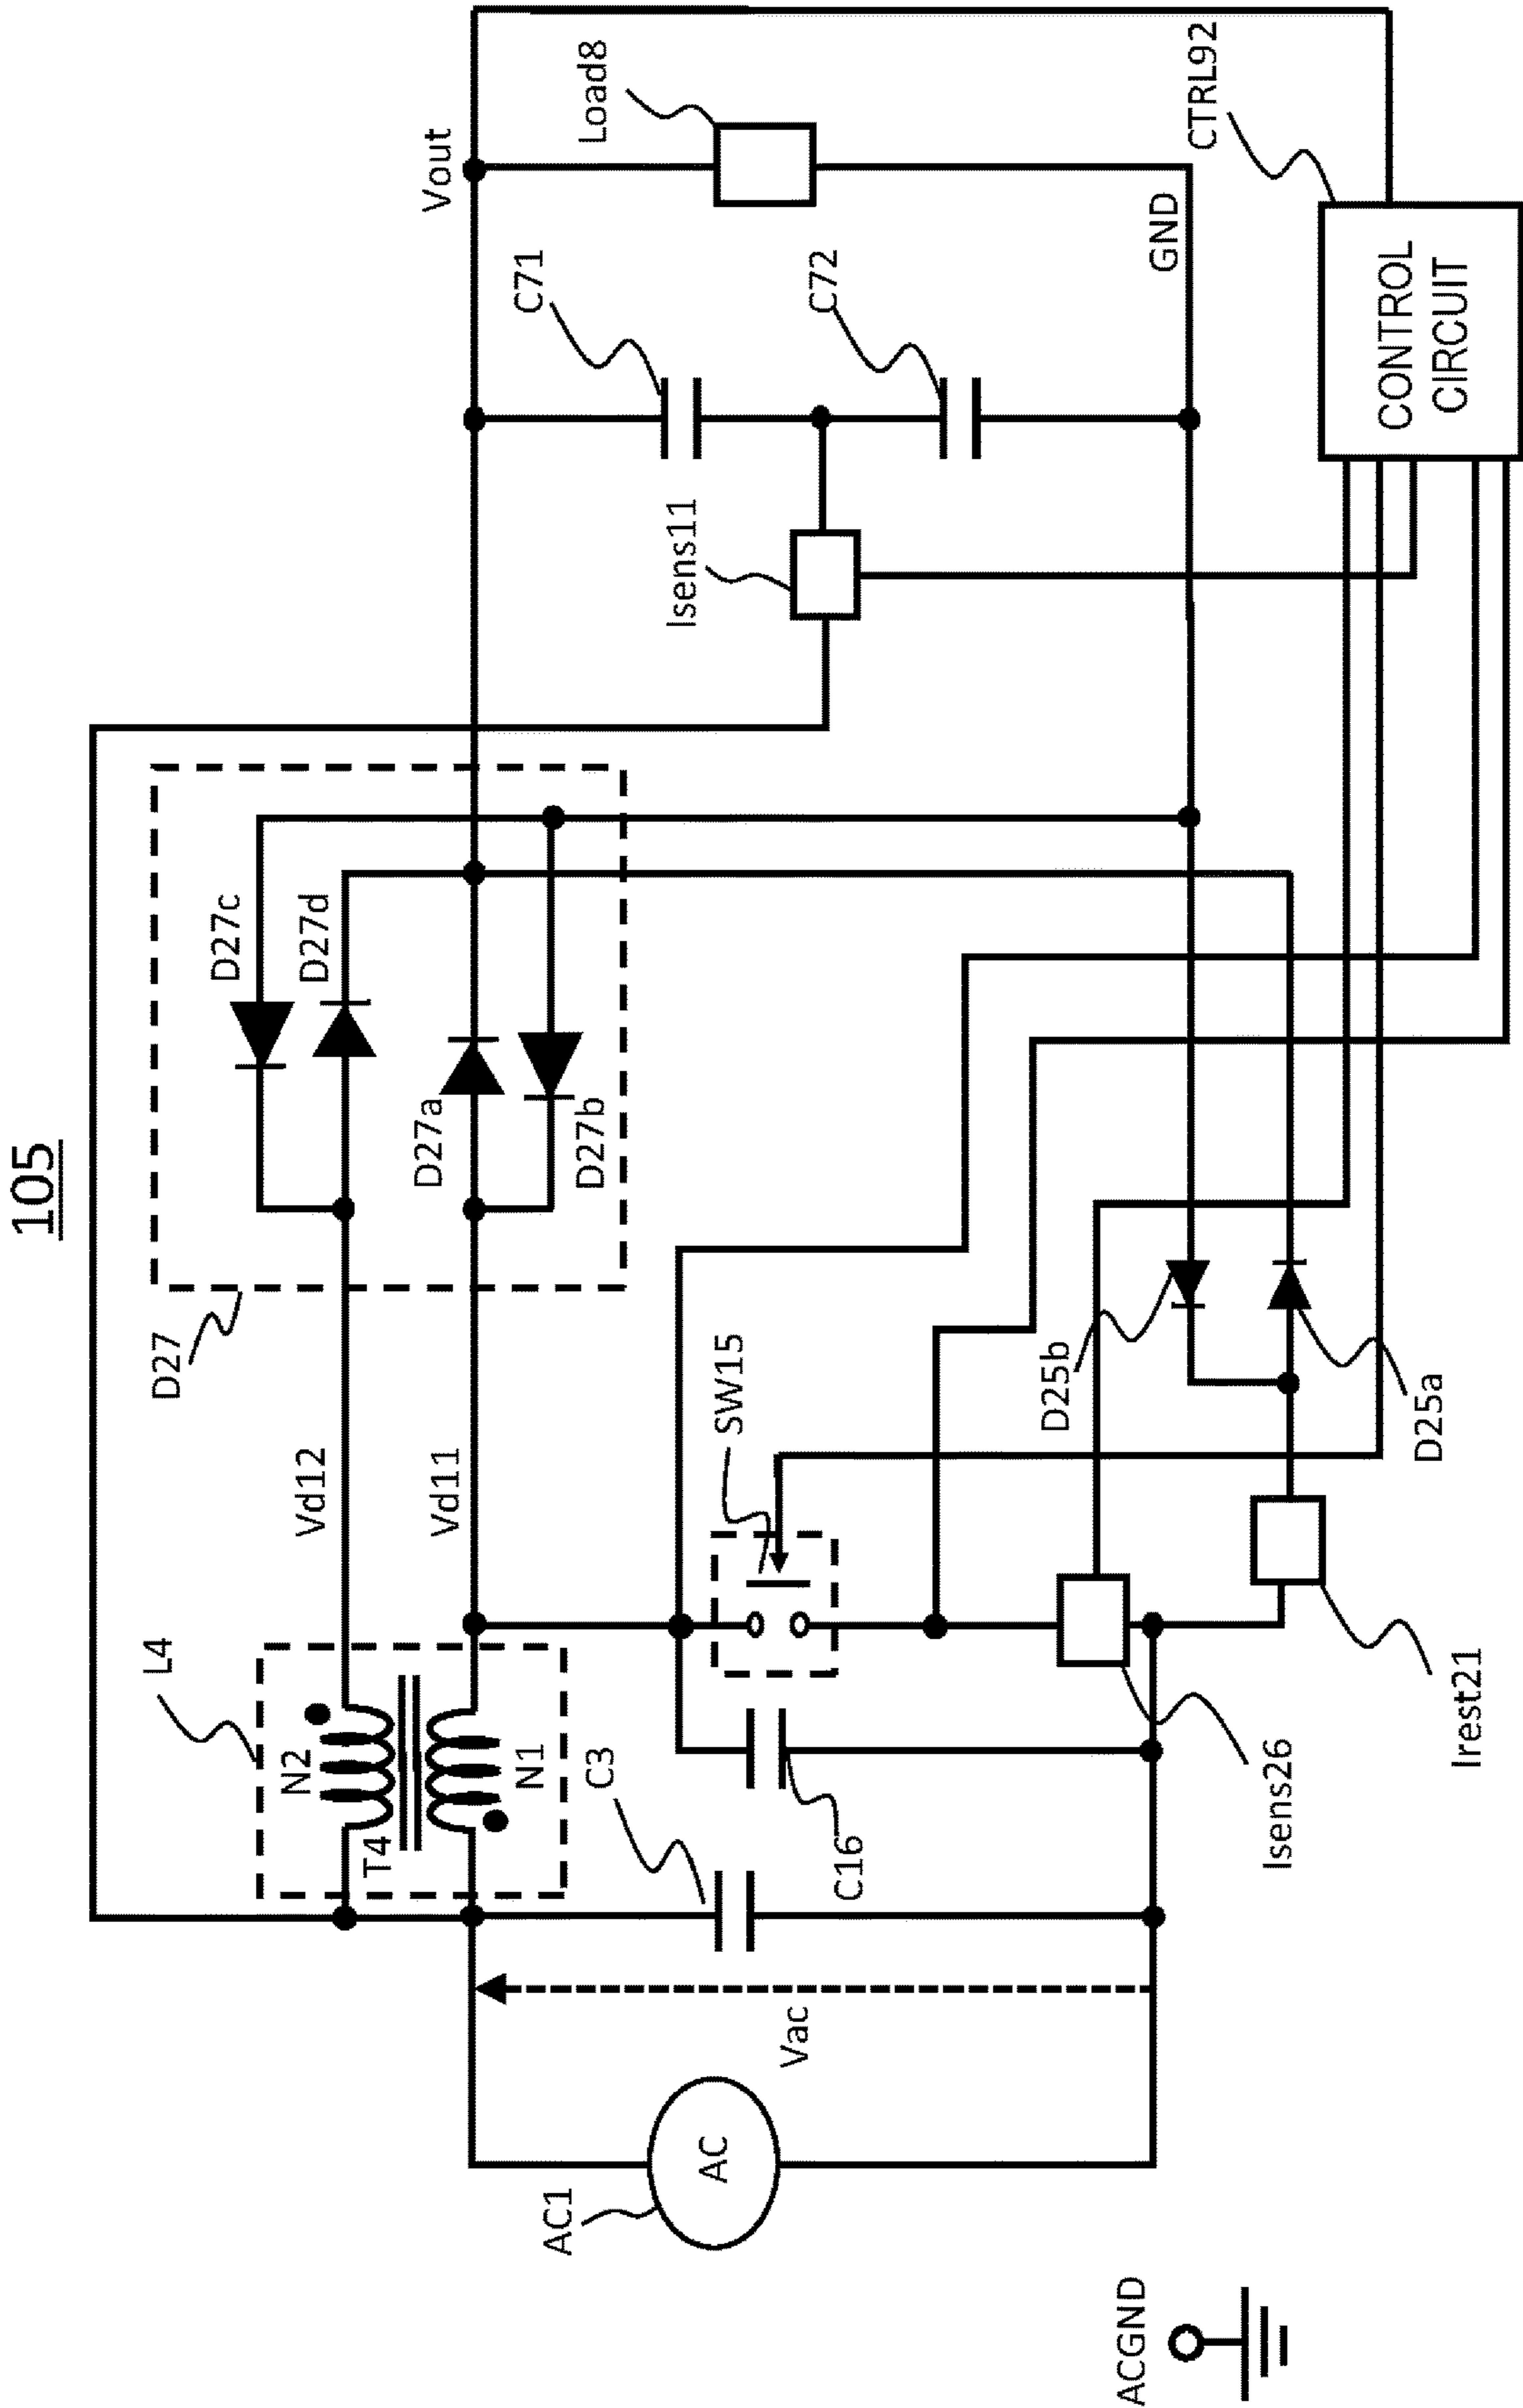 105
D27
D27c
D27d
D27a
D27b
Vout
Load8
C71
C72
Isens11
GND
CTRL92
CONTROL
CIRCUIT
L4
N2
T4
N1
Vd12
Vd11
SW15
C3
C16
AC1
AC
Vac
D25b
D25a
Isens26
Irest21
ACGND